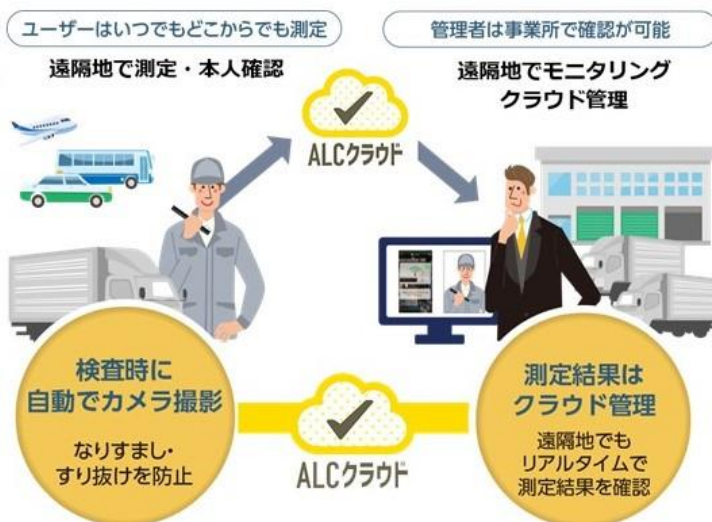 ユーザーはいつでもどこからでも測定
遠隔地で測定・本人確認
管理者は事業所で確認が可能
遠隔地でモニタリング
クラウド管理
ALCクラウド
検査時に
自動でカメラ撮影
なりすまし・
すり抜けを防止
ALCクラウド
測定結果は
クラウド管理
遠隔地でも
リアルタイムで
測定結果を確認